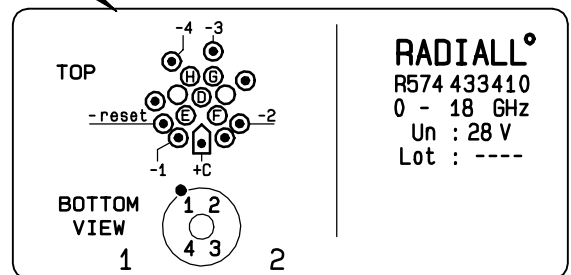 -4 -3
TOP
H G
D
-reset E F -2
-1 +C
BOTTOM
VIEW
1 2
4 3
1 2
RADIALL°
R574 433410
0 - 18 GHz
Un : 28 V
Lot : ----